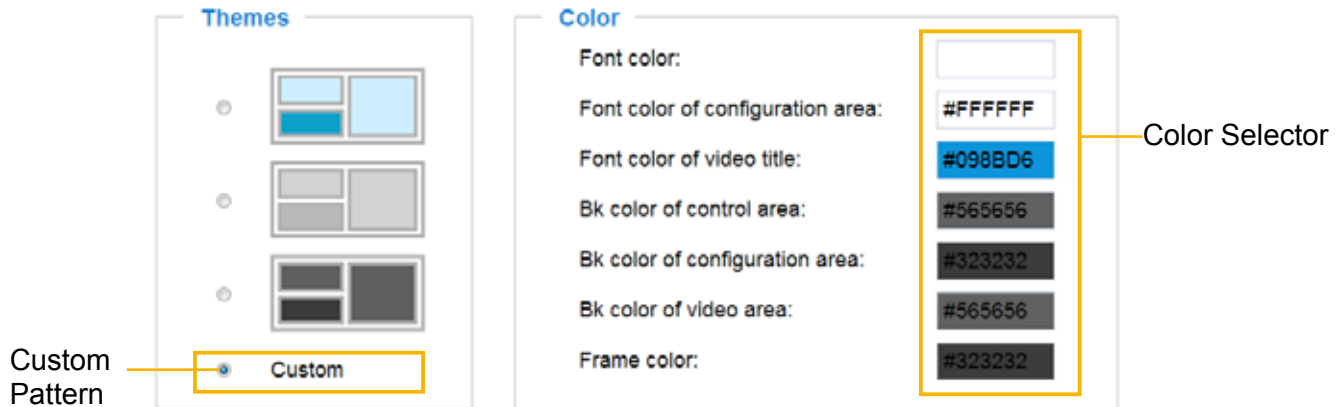 Themes
Custom
Custom
Pattern
Color
Font color:
Font color of configuration area: #FFFFFF
Font color of video title: #098BD6
Bk color of control area: #565656
Bk color of configuration area: #323232
Bk color of video area: #565656
Frame color: #323232
Color Selector